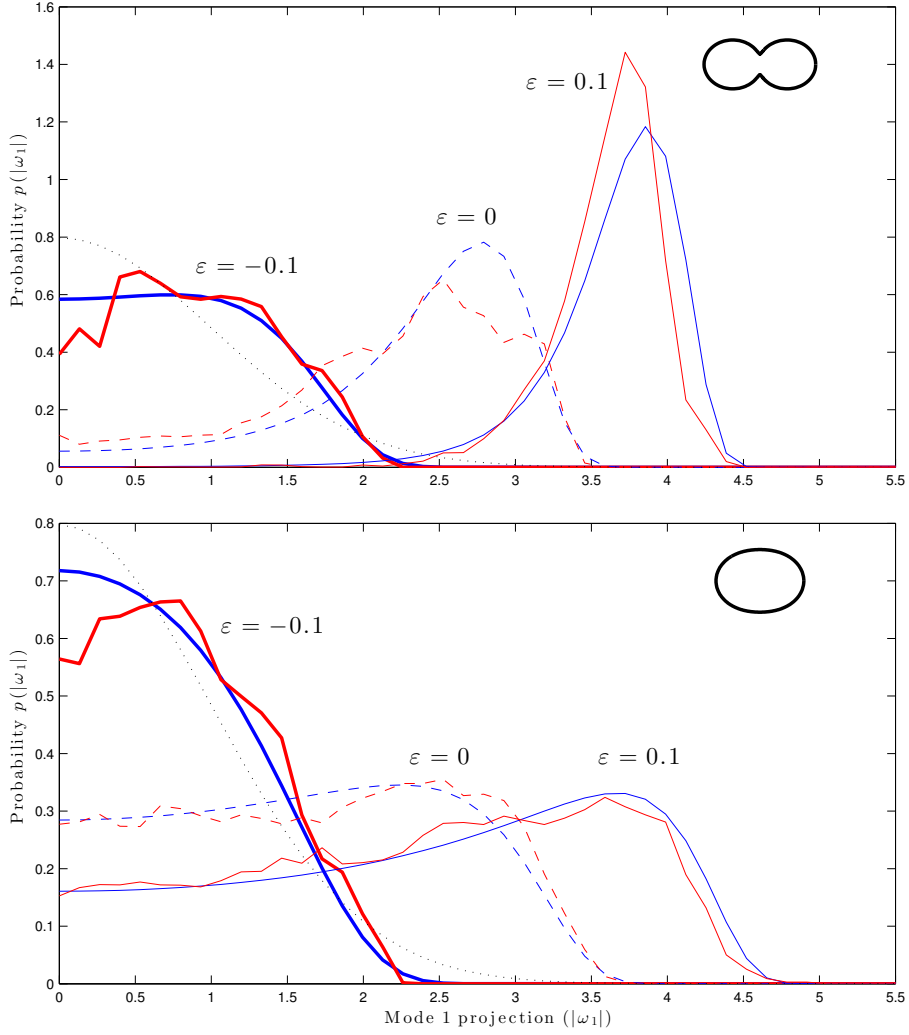 1.4
1.2
1
0.8
0.6
0.4
0.2
0
Probability p(|ω₁|)
ε = 0.1
ε = 0
ε = −0.1
0 0.5 1 1.5 2 2.5 3 3.5 4 4.5 5 5.5
0.8
0.7
0.6
0.5
0.4
0.3
0.2
0.1
0
Probability p(|ω₁|)
ε = −0.1
ε = 0 ε = 0.1
0 0.5 1 1.5 2 2.5 3 3.5 4 4.5 5 5.5
Mode 1 projection (|ω₁|)